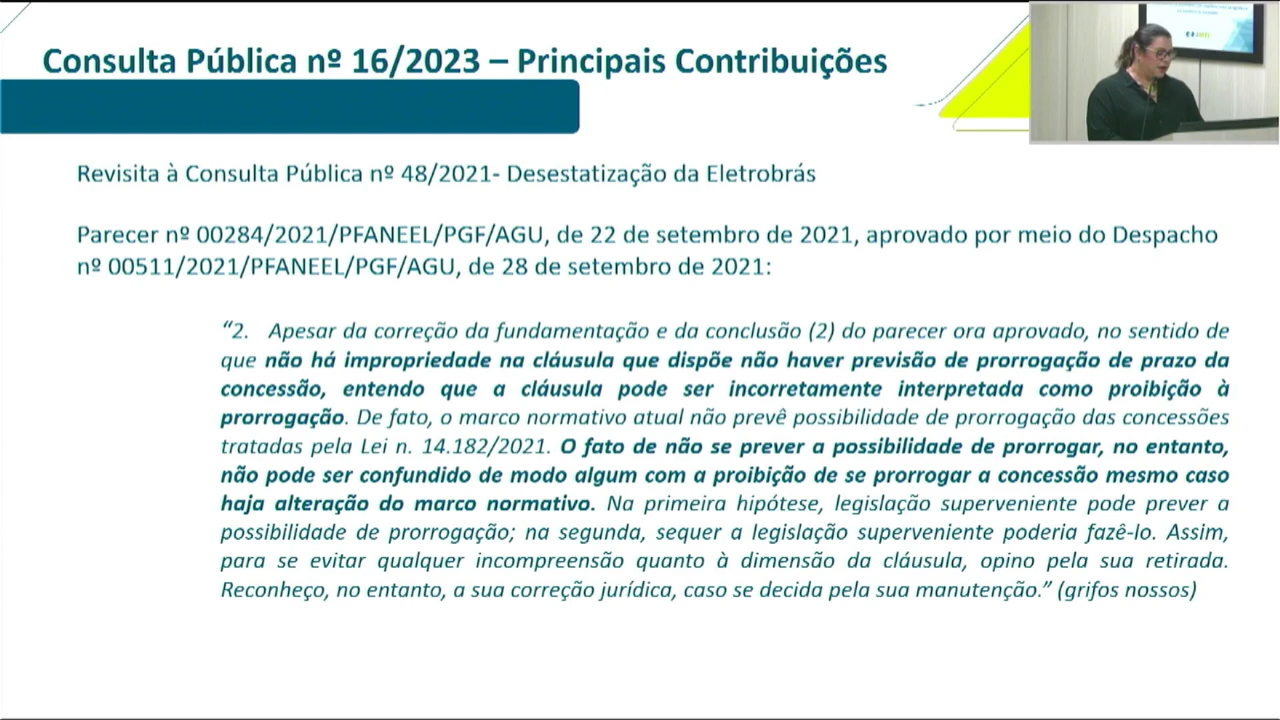 Consulta Pública nº 16/2023 – Principais Contribuições
Revisita à Consulta Pública nº 48/2021- Desestatização da Eletrobrás
Parecer nº 00284/2021/PFANEEL/PGF/AGU, de 22 de setembro de 2021, aprovado por meio do Despacho
nº 00511/2021/PFANEEL/PGF/AGU, de 28 de setembro de 2021:
“2. Apesar da correção da fundamentação e da conclusão (2) do parecer ora aprovado, no sentido de
que não há impropriedade na cláusula que dispõe não haver previsão de prorrogação de prazo da
concessão, entendo que a cláusula pode ser incorretamente interpretada como proibição à
prorrogação. De fato, o marco normativo atual não prevê possibilidade de prorrogação das concessões
tratadas pela Lei n. 14.182/2021. O fato de não se prever a possibilidade de prorrogar, no entanto,
não pode ser confundido de modo algum com a proibição de se prorrogar a concessão mesmo caso
haja alteração do marco normativo. Na primeira hipótese, legislação superveniente pode prever a
possibilidade de prorrogação; na segunda, sequer a legislação superveniente poderia fazê-lo. Assim,
para se evitar qualquer incompreensão quanto à dimensão da cláusula, opino pela sua retirada.
Reconheço, no entanto, a sua correção jurídica, caso se decida pela sua manutenção.” (grifos nossos)